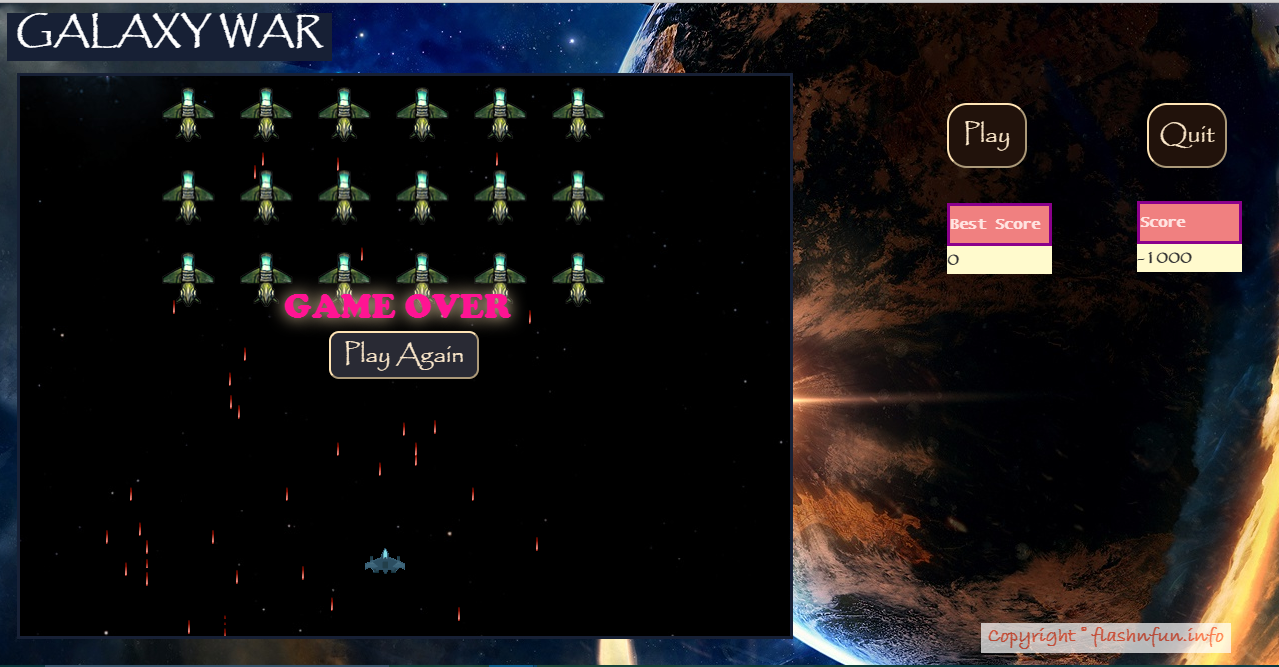 GALAXY WAR
Play
Quit
Best Score
0
Score
-1000
GAME OVER
Play Again
Copyright ° flashnfun.info